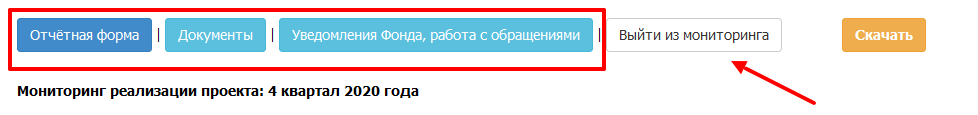 Отчётная форма | Документы | Уведомления Фонда, работа с обращениями | Выйти из мониторинга Скачать
Мониторинг реализации проекта: 4 квартал 2020 года